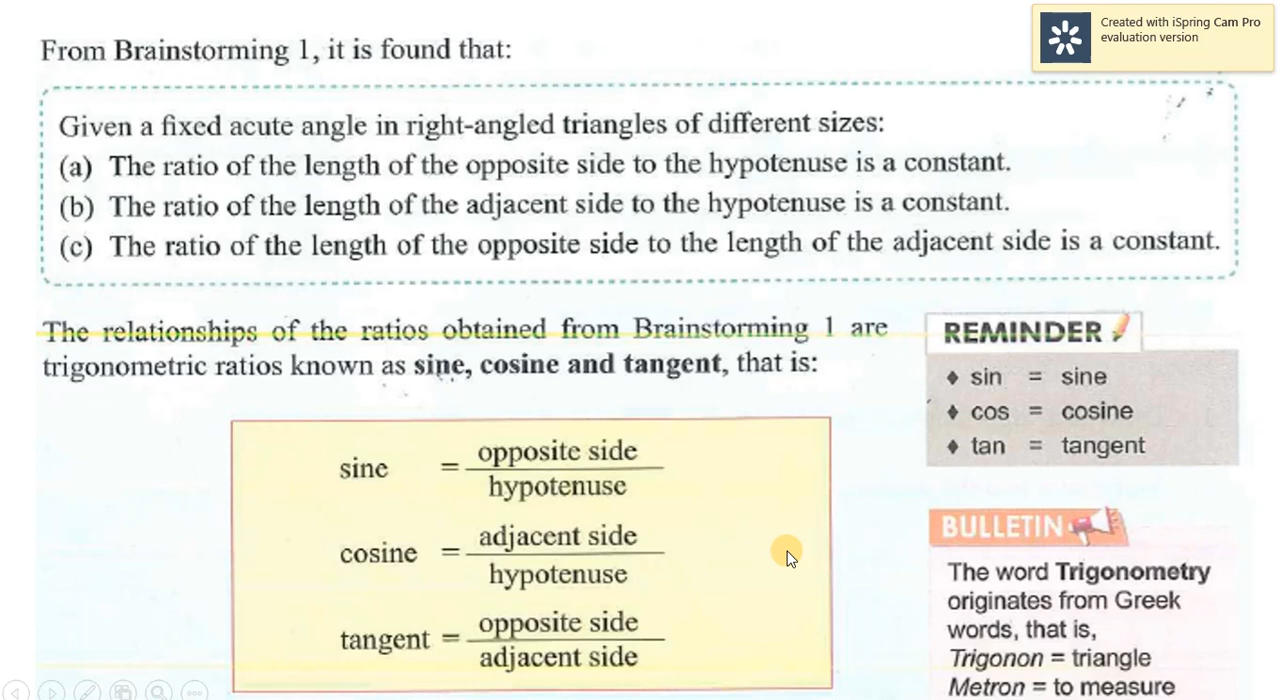 Created with iSpring Cam Pro
evaluation version
From Brainstorming 1, it is found that:
Given a fixed acute angle in right-angled triangles of different sizes:
(a) The ratio of the length of the opposite side to the hypotenuse is a constant.
(b) The ratio of the length of the adjacent side to the hypotenuse is a constant.
(c) The ratio of the length of the opposite side to the length of the adjacent side is a constant.
The relationships of the ratios obtained from Brainstorming 1 are
trigonometric ratios known as sine, cosine and tangent, that is:
sine = opposite side
hypotenuse
cosine = adjacent side
hypotenuse
tangent = opposite side
adjacent side
REMINDER
♦ sin = sine
♦ cos = cosine
♦ tan = tangent
BULLETIN
The word Trigonometry
originates from Greek
words, that is,
Trigonon = triangle
Metron = to measure